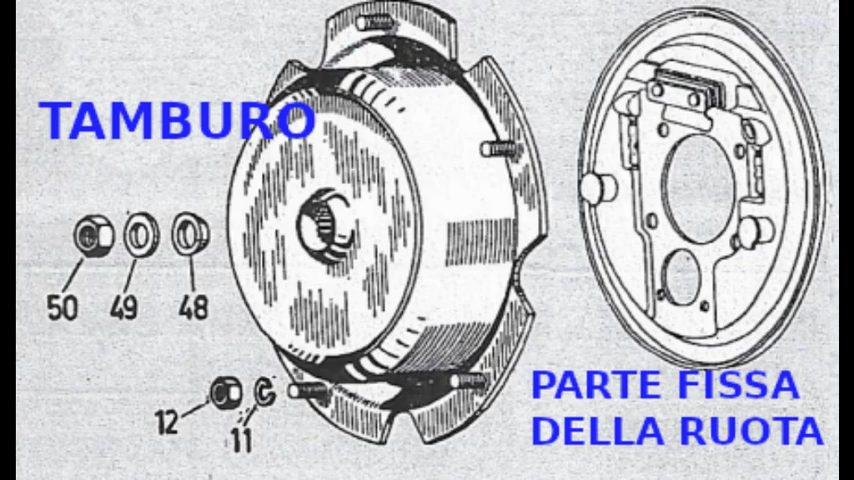 TAMBURO
50 49 48
12 11
PARTE FISSA
DELLA RUOTA